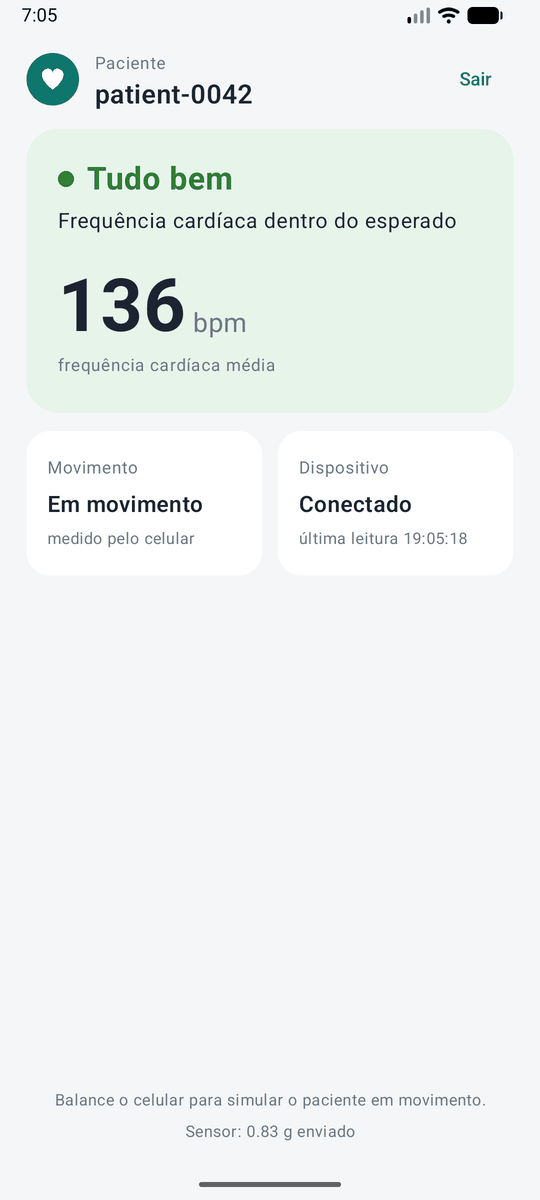 7:05
Paciente
patient-0042
Sair
Tudo bem
Frequência cardíaca dentro do esperado
136 bpm
frequência cardíaca média
Movimento
Em movimento
medido pelo celular
Dispositivo
Conectado
última leitura 19:05:18
Balance o celular para simular o paciente em movimento.
Sensor: 0.83 g enviado